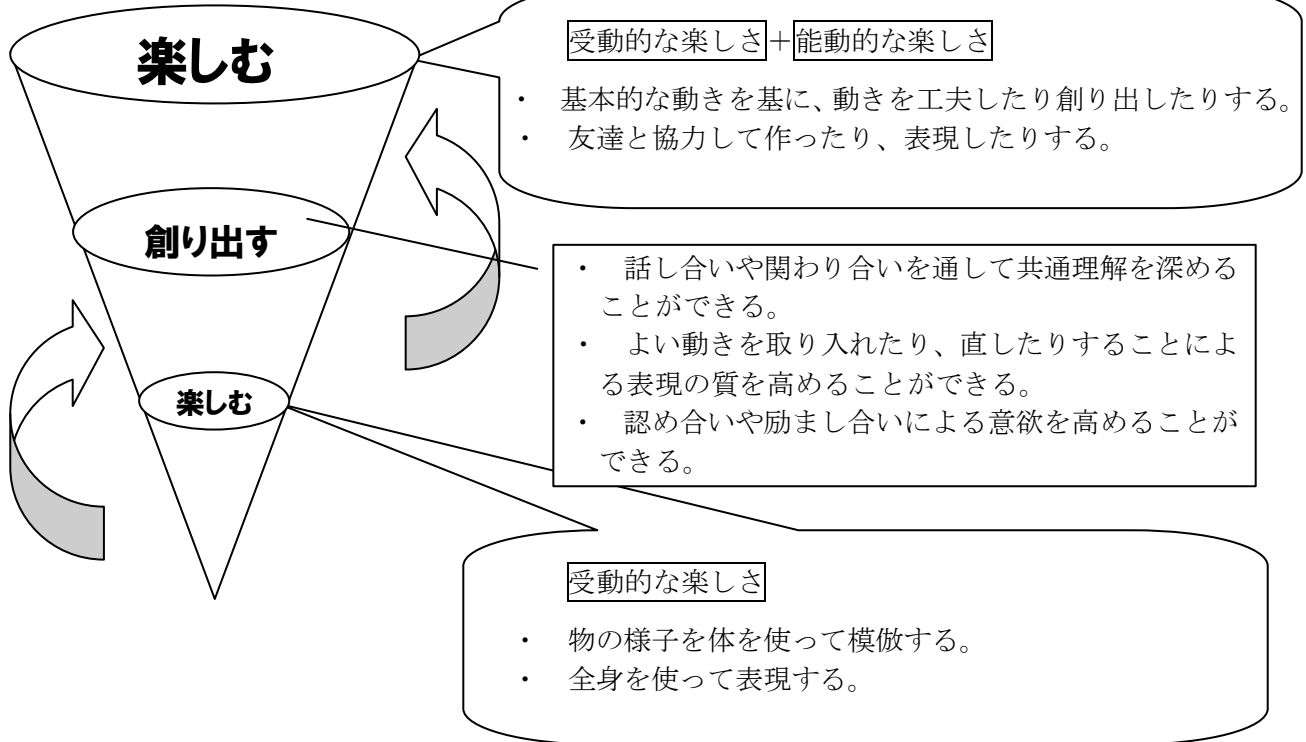 楽しむ
受動的な楽しさ+能動的な楽しさ
・ 基本的な動きを基に、動きを工夫したり創り出したりする。
・ 友達と協力して作ったり、表現したりする。
創り出す
・ 話し合いや関わり合いを通して共通理解を深める
ことができる。
・ よい動きを取り入れたり、直したりすることによ
る表現の質を高めることができる。
・ 認め合いや励まし合いによる意欲を高めることが
できる。
楽しむ
受動的な楽しさ
・ 物の様子を体を使って模倣する。
・ 全身を使って表現する。